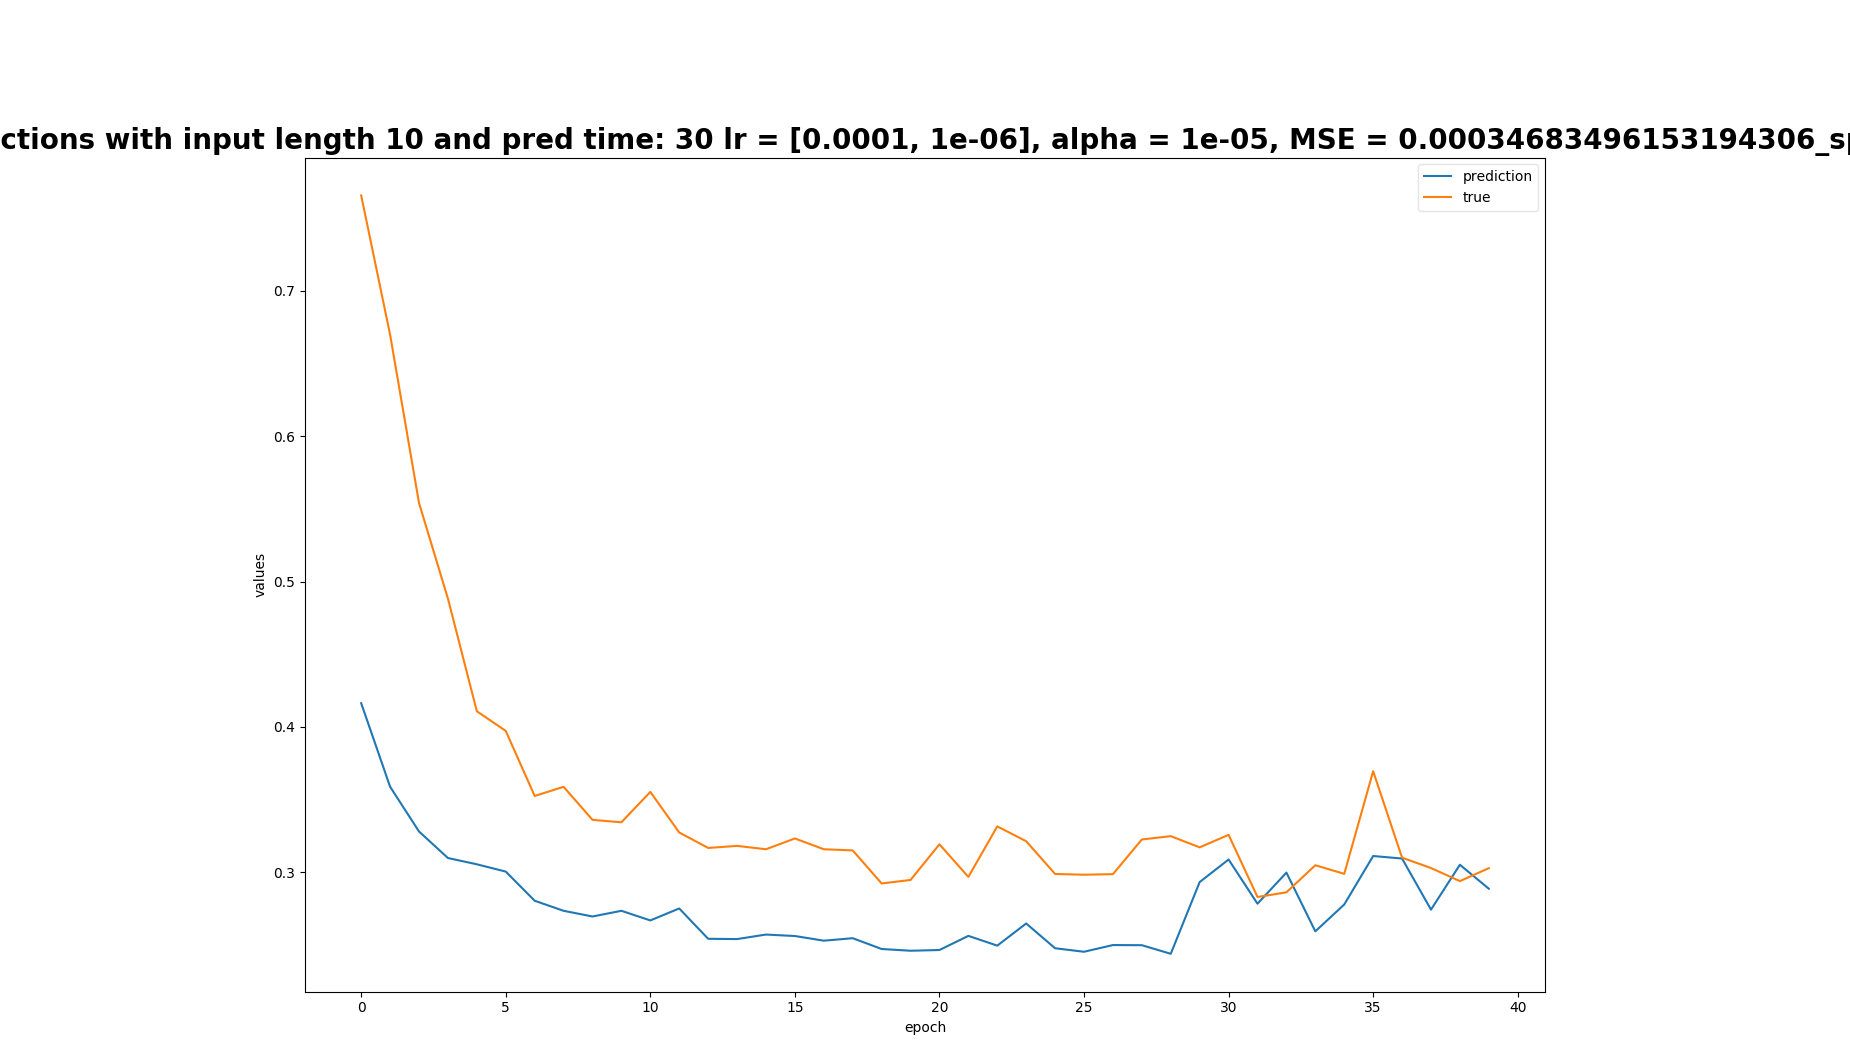 ctions with input length 10 and pred time: 30 lr = [0.0001, 1e-06], alpha = 1e-05, MSE = 0.00034683496153194306_sp
prediction
true
0.7
0.6
0.5
0.4
0.3
values
0 5 10 15 20 25 30 35 40
epoch